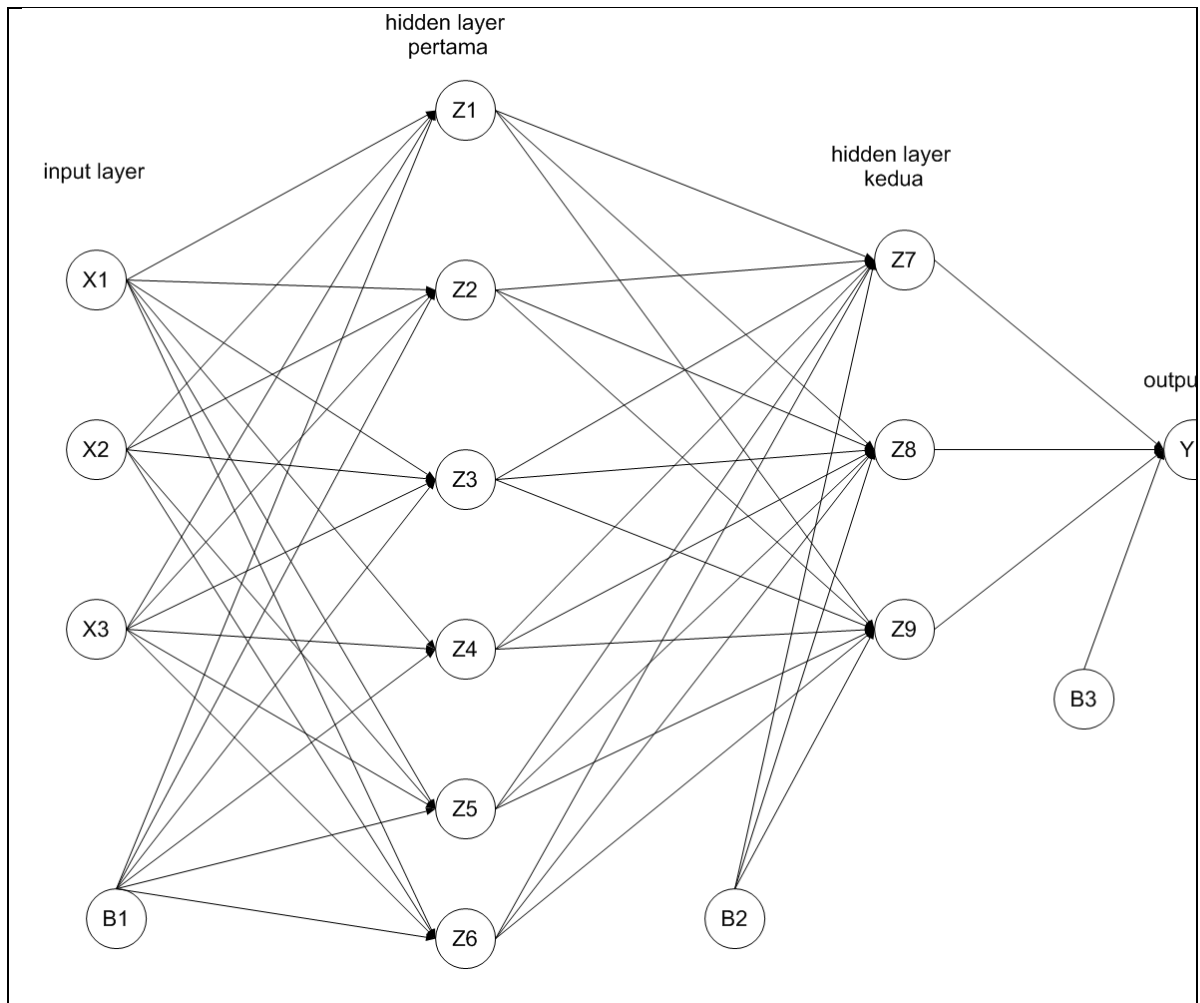 hidden layer
pertama
Z1
hidden layer
kedua
input layer
Z7
X1
Z2
outpu
X2
Z8
Y
Z3
X3
Z9
Z4
B3
Z5
B1
B2
Z6